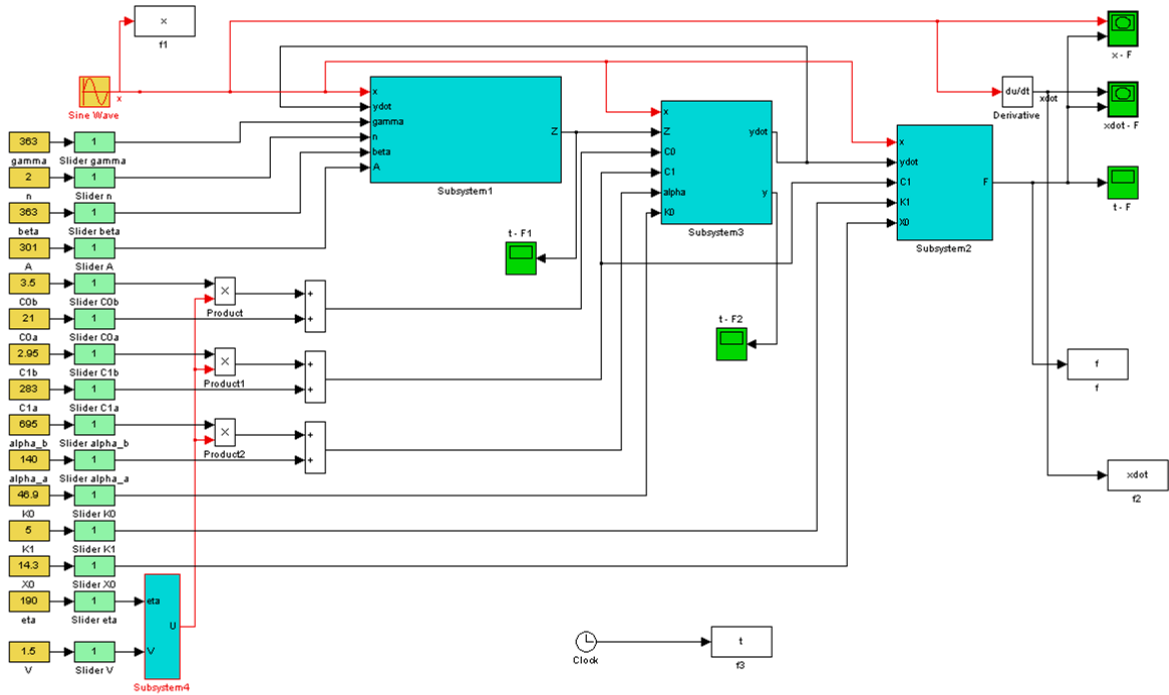 x
f1
x
Sine Wave
x - F
du/dt
xdot
Derivative
xdot - F
t - F
x
ydot
gamma
n
beta
A
Z
Subsystem1
x
Z
C0
C1
alpha
K0
ydot
y
Subsystem3
x
ydot
C1
K1
X0
F
Subsystem2
363
1
gamma
Slider gamma
2
1
n
Slider n
363
1
beta
Slider beta
301
1
A
Slider A
3.5
1
C0b
Slider C0b
21
1
C0a
Slider C0a
2.95
1
C1b
Slider C1b
283
1
C1a
Slider C1a
695
1
alpha_b
Slider alpha_b
140
1
alpha_a
Slider alpha_a
46.9
1
K0
Slider K0
5
1
K1
Slider K1
14.3
1
X0
Slider X0
190
1
eta
Slider eta
1.5
1
V
Slider V
eta
V
U
Subsystem4
×
Product
+
+
×
Product1
+
+
×
Product2
+
+
t - F1
t - F2
f
f
xdot
f2
Clock
t
f3